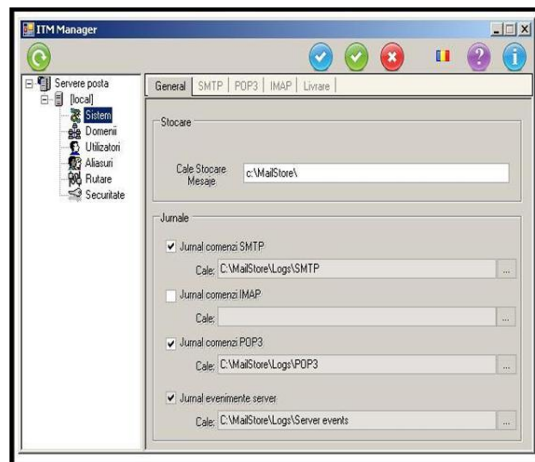 ITM Manager
Servere posta
[local]
Sistem
Domenii
Utilizatori
Aliasuri
Rutare
Securitate
General SMTP POP3 IMAP Livrare
Stocare
Cale Stocare Mesaje
c:\MailStore\
Jurnale
Jurnal comenzi SMTP
Cale: C:\MailStore\Logs\SMTP ...
Jurnal comenzi IMAP
Cale: ...
Jurnal comenzi POP3
Cale: C:\MailStore\Logs\POP3 ...
Jurnal evenimente server
Cale: C:\MailStore\Logs\Server events ...